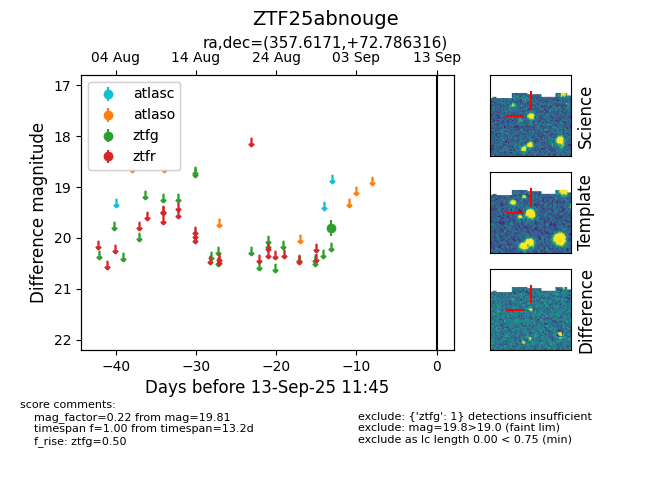 ZTF25abnouge
ra,dec=(357.6171,+72.786316)
04 Aug 14 Aug 24 Aug 03 Sep 13 Sep
17
18
19
20
21
22
Difference magnitude
atlasc
atlaso
ztfg
ztfr
−40 −30 −20 −10 0
Days before 13-Sep-25 11:45
Science
Template
Difference
score comments:
mag_factor=0.22 from mag=19.81
timespan f=1.00 from timespan=13.2d
f_rise: ztfg=0.50
exclude: {'ztfg': 1} detections insufficient
exclude: mag=19.8>19.0 (faint lim)
exclude as lc length 0.00 < 0.75 (min)